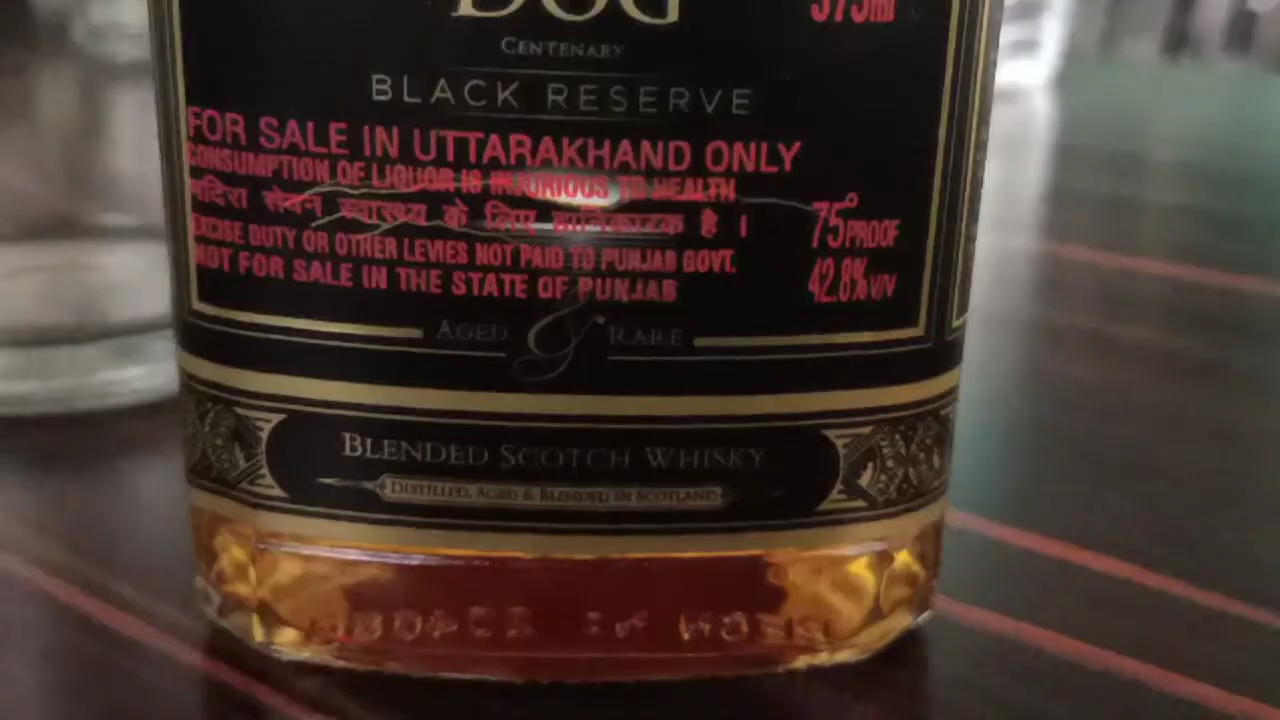 DOG
375ml
CENTENARY
BLACK RESERVE
FOR SALE IN UTTARAKHAND ONLY
CONSUMPTION OF LIQUOR IS INJURIOUS TO HEALTH
मदिरा सेवन स्वास्थ्य के लिए हानिकारक है ।
EXCISE DUTY OR OTHER LEVIES NOT PAID TO PUNJAB GOVT.
NOT FOR SALE IN THE STATE OF PUNJAB
75° PROOF
42.8% V/V
AGED & RARE
BLENDED SCOTCH WHISKY
DISTILLED, AGED & BLENDED IN SCOTLAND